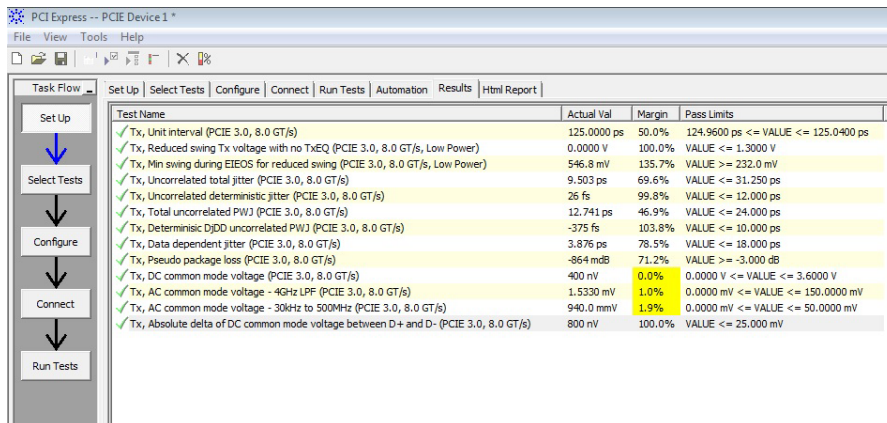 PCI Express -- PCIE Device 1 *
File View Tools Help
Task Flow
Set Up
Select Tests
Configure
Connect
Run Tests
Set Up Select Tests Configure Connect Run Tests Automation Results Html Report
Test Name Actual Val Margin Pass Limits
Tx, Unit interval (PCIE 3.0, 8.0 GT/s) 125.0000 ps 50.0% 124.9600 ps <= VALUE <= 125.0400 ps
Tx, Reduced swing Tx voltage with no TxEQ (PCIE 3.0, 8.0 GT/s, Low Power) 0.0000 V 100.0% VALUE <= 1.3000 V
Tx, Min swing during EIEOS for reduced swing (PCIE 3.0, 8.0 GT/s, Low Power) 546.8 mV 135.7% VALUE >= 232.0 mV
Tx, Uncorrelated total jitter (PCIE 3.0, 8.0 GT/s) 9.503 ps 69.6% VALUE <= 31.250 ps
Tx, Uncorrelated deterministic jitter (PCIE 3.0, 8.0 GT/s) 26 fs 99.8% VALUE <= 12.000 ps
Tx, Total uncorrelated PWJ (PCIE 3.0, 8.0 GT/s) 12.741 ps 46.9% VALUE <= 24.000 ps
Tx, Determinisic DjDD uncorrelated PWJ (PCIE 3.0, 8.0 GT/s) -375 fs 103.8% VALUE <= 10.000 ps
Tx, Data dependent jitter (PCIE 3.0, 8.0 GT/s) 3.876 ps 78.5% VALUE <= 18.000 ps
Tx, Pseudo package loss (PCIE 3.0, 8.0 GT/s) -864 mdB 71.2% VALUE >= -3.000 dB
Tx, DC common mode voltage (PCIE 3.0, 8.0 GT/s) 400 nV 0.0% 0.0000 V <= VALUE <= 3.6000 V
Tx, AC common mode voltage - 4GHz LPF (PCIE 3.0, 8.0 GT/s) 1.5330 mV 1.0% 0.0000 mV <= VALUE <= 150.0000 mV
Tx, AC common mode voltage - 30kHz to 500MHz (PCIE 3.0, 8.0 GT/s) 940.0 mmV 1.9% 0.0000 mV <= VALUE <= 50.0000 mV
Tx, Absolute delta of DC common mode voltage between D+ and D- (PCIE 3.0, 8.0 GT/s) 800 nV 100.0% VALUE <= 25.000 mV